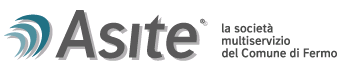 Asite®
la società
multiservizio
del Comune di Fermo